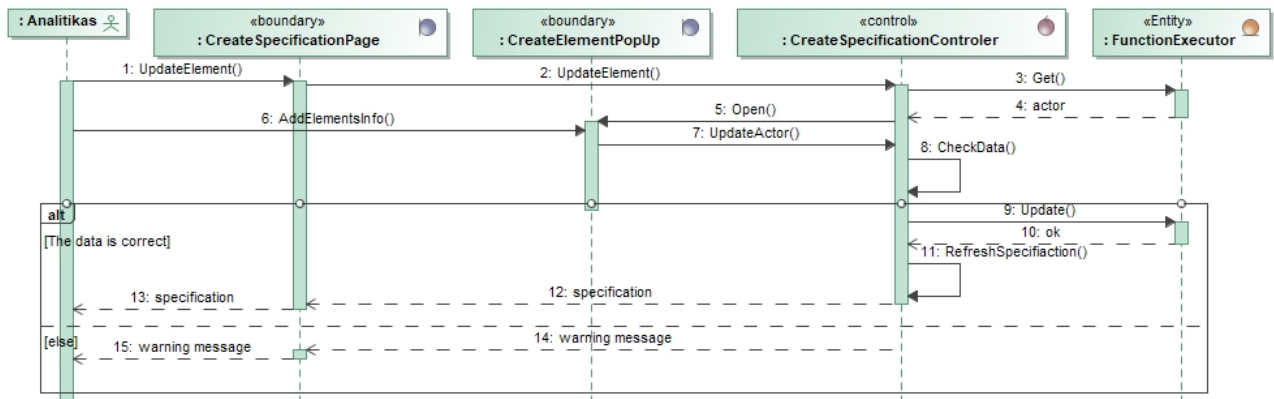 : Analitikas
«boundary»
: CreateSpecificationPage
«boundary»
: CreateElementPopUp
«control»
: CreateSpecificationControler
«Entity»
: FunctionExecutor
1: UpdateElement()
2: UpdateElement()
3: Get()
4: actor
5: Open()
6: AddElementsInfo()
7: UpdateActor()
8: CheckData()
alt
[The data is correct]
9: Update()
10: ok
11: RefreshSpecifiaction()
12: specification
13: specification
[else]
14: warning message
15: warning message